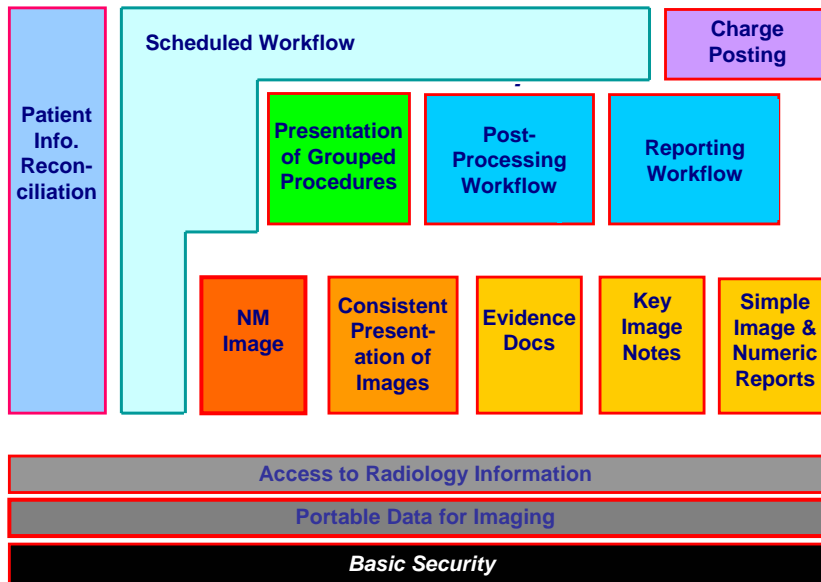 Patient
Info.
Recon-
ciliation
Scheduled Workflow
Charge
Posting
Presentation
of Grouped
Procedures
Post-
Processing
Workflow
Reporting
Workflow
NM
Image
Consistent
Present-
ation of
Images
Evidence
Docs
Key
Image
Notes
Simple
Image &
Numeric
Reports
Access to Radiology Information
Portable Data for Imaging
Basic Security